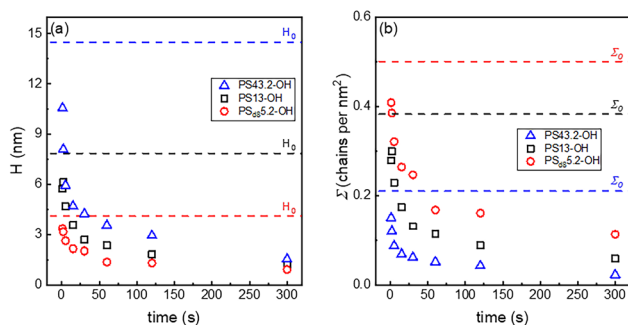 (a)
H₀
PS43.2-OH
PS13-OH
PSd85.2-OH
H₀
H₀
15
12
9
6
3
0
H (nm)
0 50 100 150 200 250 300
time (s)
(b)
Σ₀
Σ₀
PS43.2-OH
PS13-OH
PSd85.2-OH
Σ₀
0.6
0.4
0.2
0.0
Σ (chains per nm²)
0 50 100 150 200 250 300
time (s)